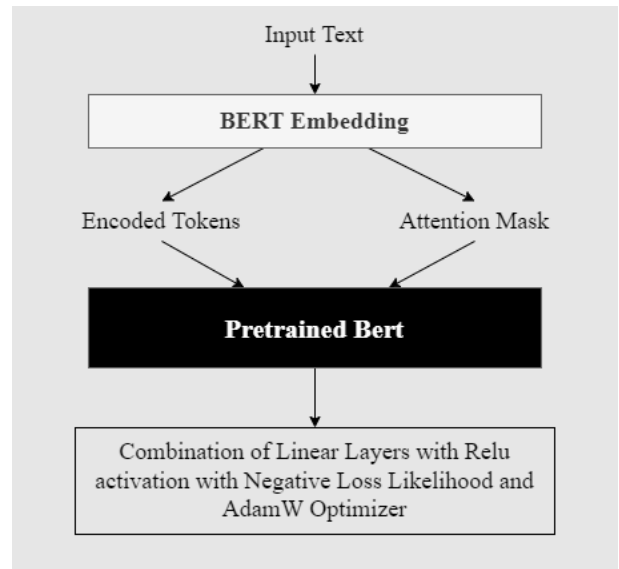 Input Text
BERT Embedding
Encoded Tokens
Attention Mask
Pretrained Bert
Combination of Linear Layers with Relu
activation with Negative Loss Likelihood and
AdamW Optimizer